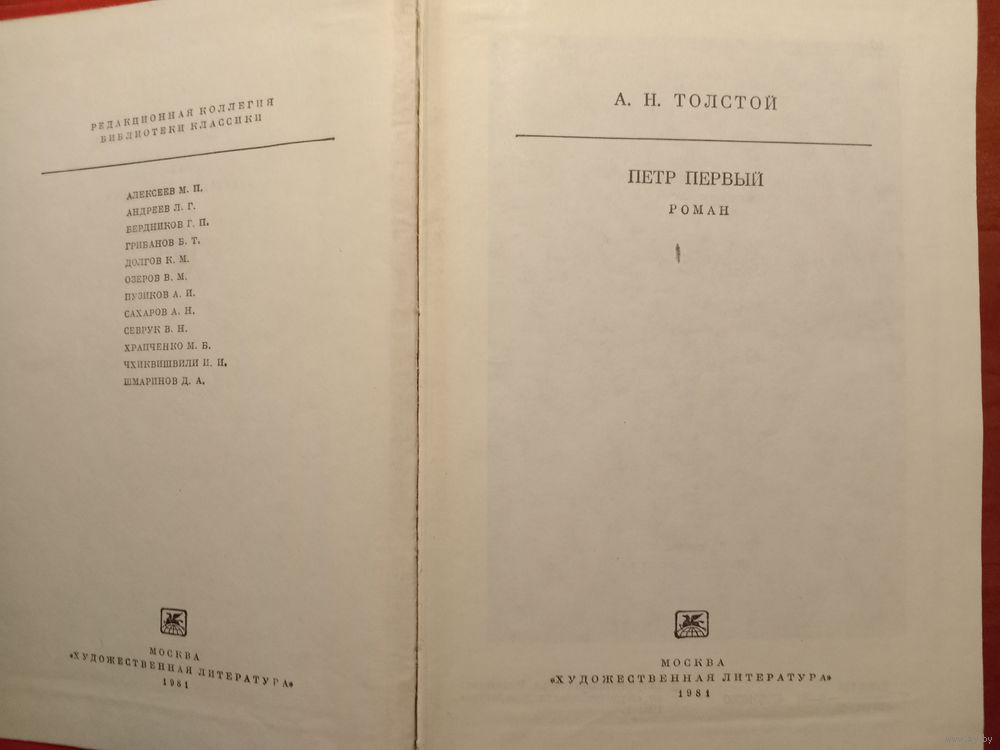 РЕДАКЦИОННАЯ КОЛЛЕГИЯ
БИБЛИОТЕКИ КЛАССИКИ
АЛЕКСЕЕВ М. П.
АНДРЕЕВ Л. Г.
БЕРДНИКОВ Г. П.
ГРИБАНОВ Б. Т.
ДОЛГОВ К. М.
ОЗЕРОВ В. М.
ПУЗИКОВ А. И.
САХАРОВ А. Н.
СЕВРУК В. Н.
ХРАПЧЕНКО М. Б.
ЧХИКВИШВИЛИ И. И.
ШМАРИНОВ Д. А.
МОСКВА
«ХУДОЖЕСТВЕННАЯ ЛИТЕРАТУРА»
1981
А. Н. ТОЛСТОЙ
ПЕТР ПЕРВЫЙ
РОМАН
МОСКВА
«ХУДОЖЕСТВЕННАЯ ЛИТЕРАТУРА»
1981